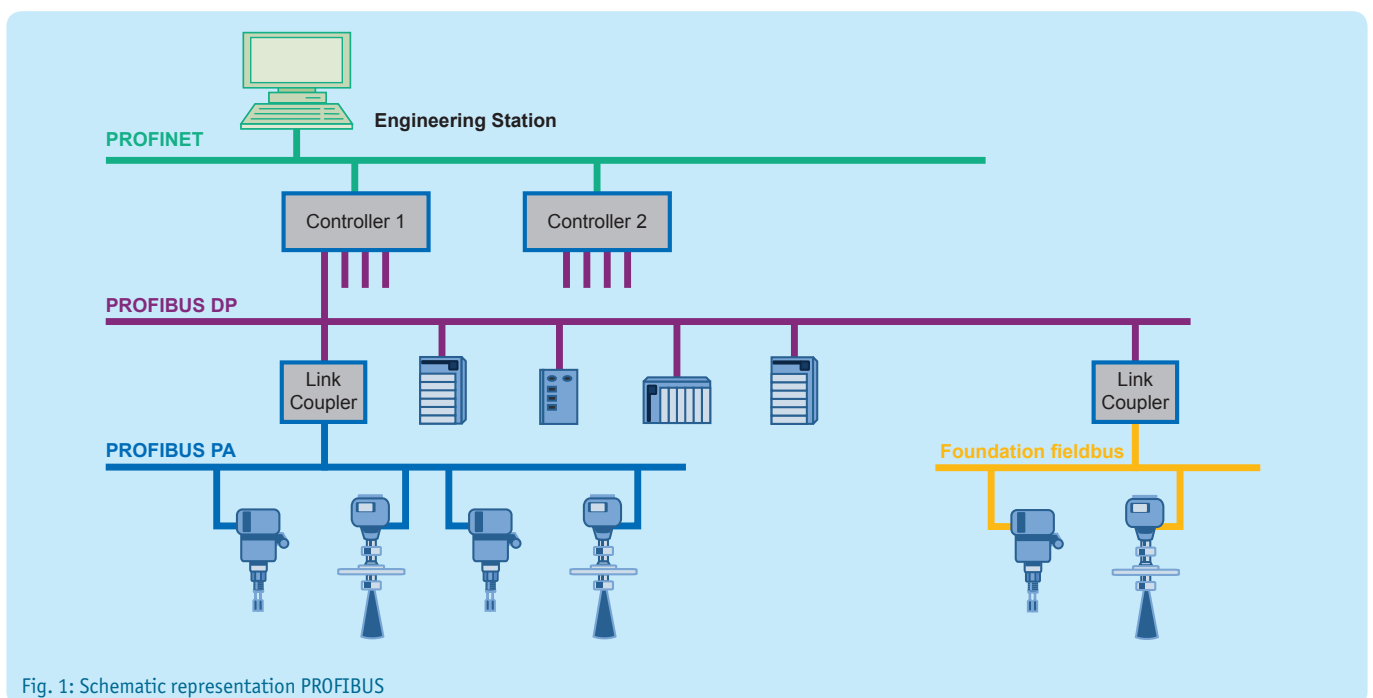 Engineering Station
PROFINET
Controller 1
Controller 2
PROFIBUS DP
Link
Coupler
Link
Coupler
PROFIBUS PA
Foundation fieldbus
Fig. 1: Schematic representation PROFIBUS